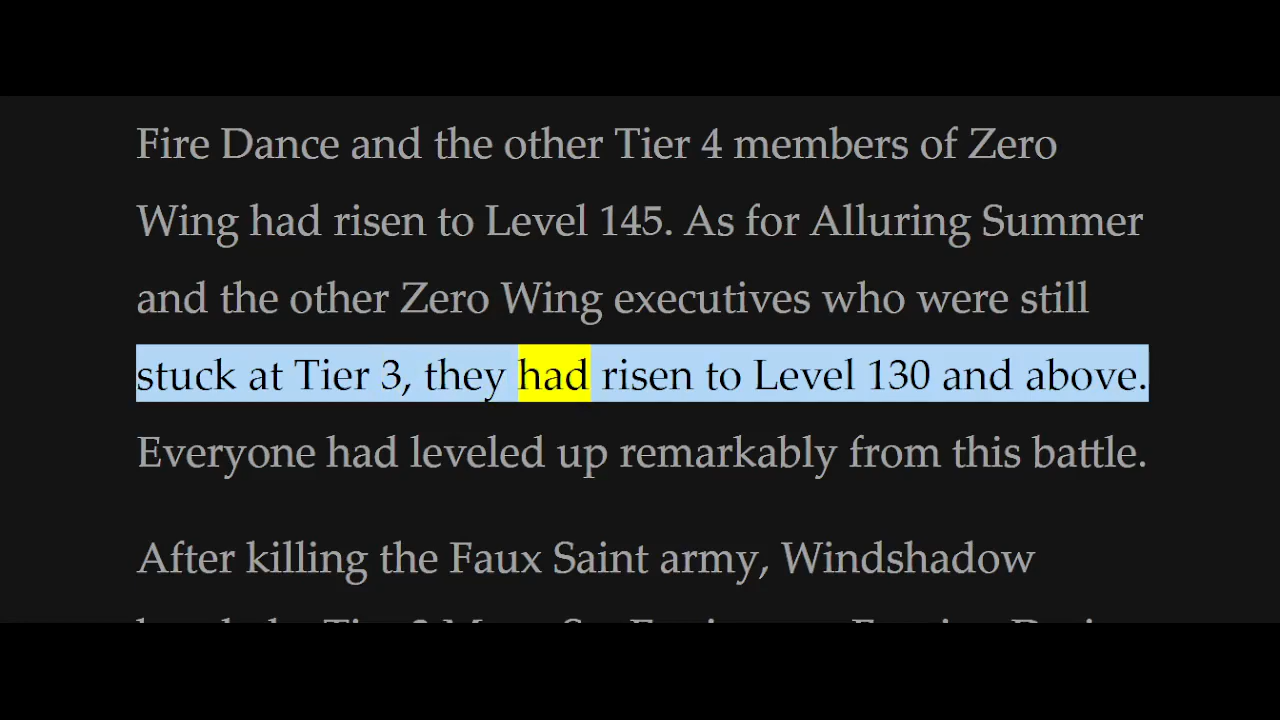 Fire Dance and the other Tier 4 members of Zero
Wing had risen to Level 145. As for Alluring Summer
and the other Zero Wing executives who were still
stuck at Tier 3, they had risen to Level 130 and above.
Everyone had leveled up remarkably from this battle.
After killing the Faux Saint army, Windshadow